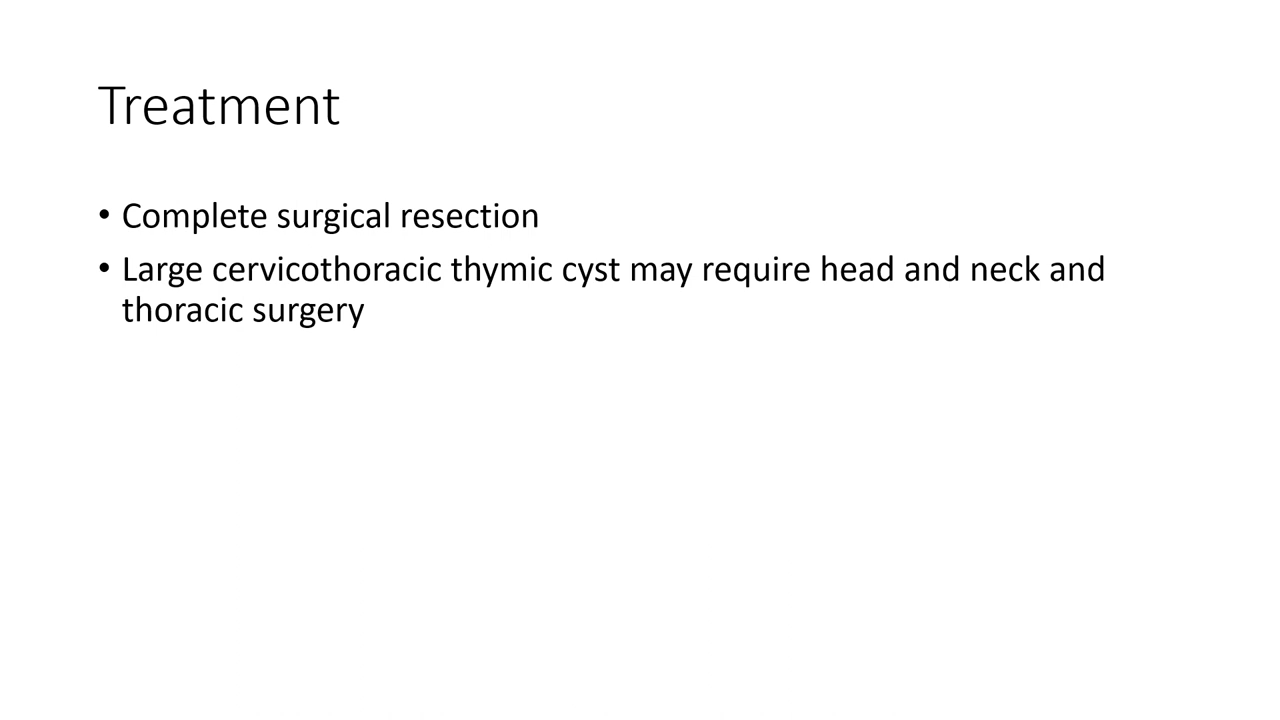 Treatment
• Complete surgical resection
• Large cervicothoracic thymic cyst may require head and neck and
thoracic surgery